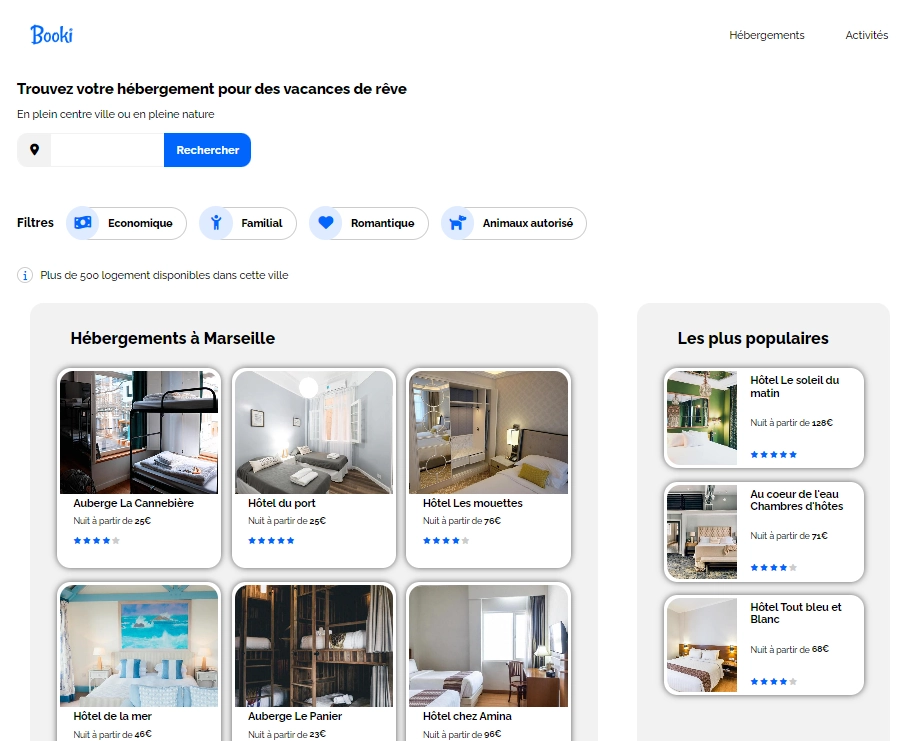 Booki
Hébergements
Activités
Trouvez votre hébergement pour des vacances de rêve
En plein centre ville ou en pleine nature
Rechercher
Filtres
Economique
Familial
Romantique
Animaux autorisé
Plus de 500 logement disponibles dans cette ville
Hébergements à Marseille
Auberge La Cannebière
Nuit à partir de 25€
Hôtel du port
Nuit à partir de 25€
Hôtel Les mouettes
Nuit à partir de 76€
Hôtel de la mer
Nuit à partir de 46€
Auberge Le Panier
Nuit à partir de 23€
Hôtel chez Amina
Nuit à partir de 96€
Les plus populaires
Hôtel Le soleil du
matin
Nuit à partir de 128€
Au coeur de l'eau
Chambres d'hôtes
Nuit à partir de 71€
Hôtel Tout bleu et
Blanc
Nuit à partir de 68€